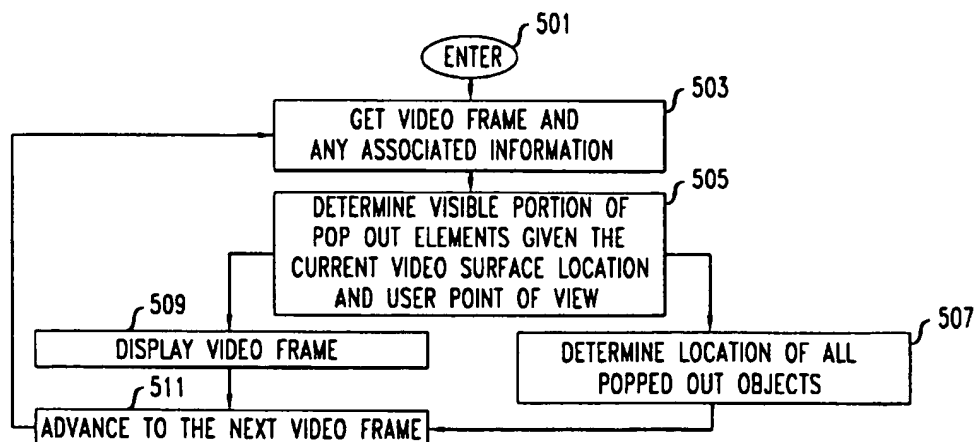 501
ENTER
503
GET VIDEO FRAME AND
ANY ASSOCIATED INFORMATION
505
DETERMINE VISIBLE PORTION OF
POP OUT ELEMENTS GIVEN THE
CURRENT VIDEO SURFACE LOCATION
AND USER POINT OF VIEW
509
DISPLAY VIDEO FRAME
507
DETERMINE LOCATION OF ALL
POPPED OUT OBJECTS
511
ADVANCE TO THE NEXT VIDEO FRAME